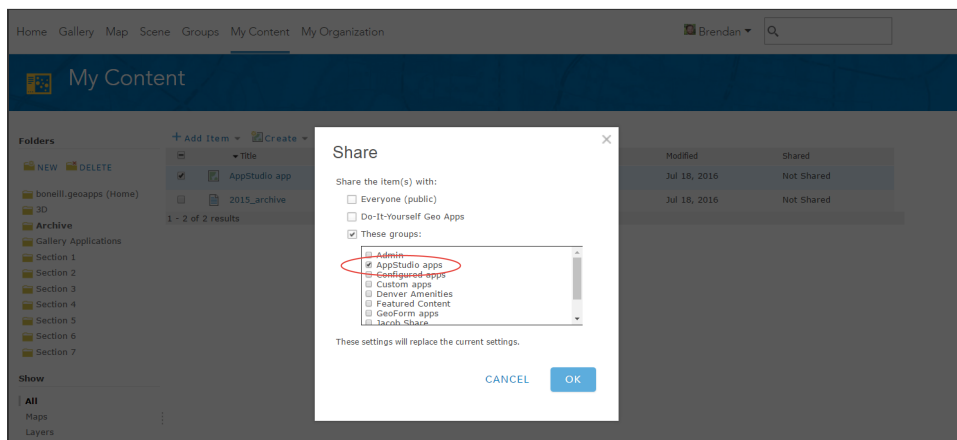 Home Gallery Map Scene Groups My Content My Organization Brendan
My Content
Folders
NEW DELETE
bonelll.geoapps (Home)
3D
Archive
Gallery Applications
Section 1
Section 2
Section 3
Section 4
Section 5
Section 6
Section 7
Show
All
Maps
Layers
Add Item Create
Title Modified Shared
AppStudio app Jul 18, 2016 Not Shared
2015_archive Jul 18, 2016 Not Shared
1 - 2 of 2 results
Share
Share the item(s) with:
Everyone (public)
Do-It-Yourself Geo Apps
These groups:
Admin
AppStudio apps
Configured apps
Custom apps
Denver Amenities
Featured Content
GeoForm apps
Jacob Share
These settings will replace the current settings.
CANCEL OK